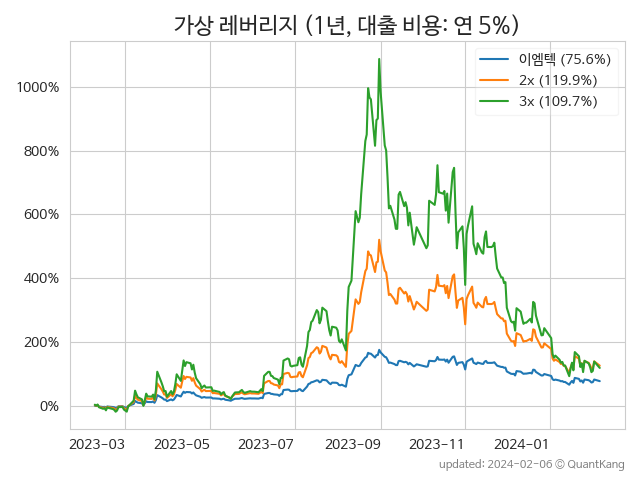 가상 레버리지 (1년, 대출 비용: 연 5%)
이엠텍 (75.6%)
2x (119.9%)
3x (109.7%)
1000%
800%
600%
400%
200%
0%
2023-03 2023-05 2023-07 2023-09 2023-11 2024-01
updated: 2024-02-06 © QuantKang